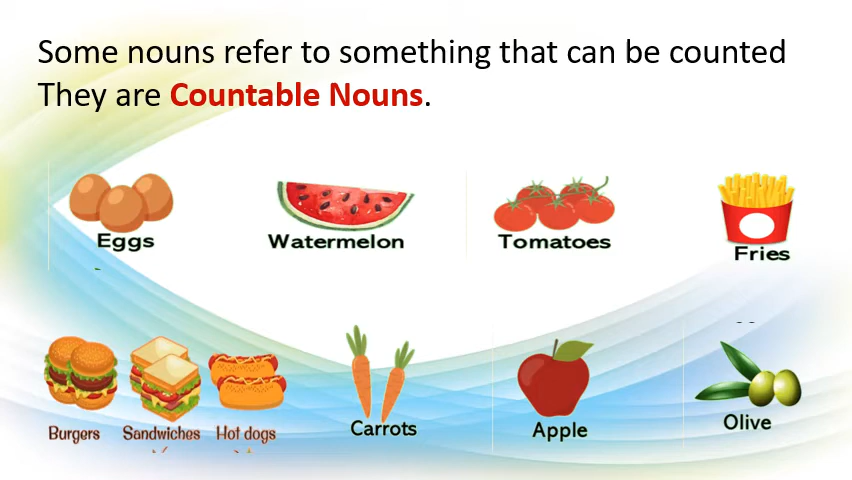 Some nouns refer to something that can be counted
They are Countable Nouns.
Eggs
Watermelon
Tomatoes
Fries
Burgers
Sandwiches
Hot dogs
Carrots
Apple
Olive